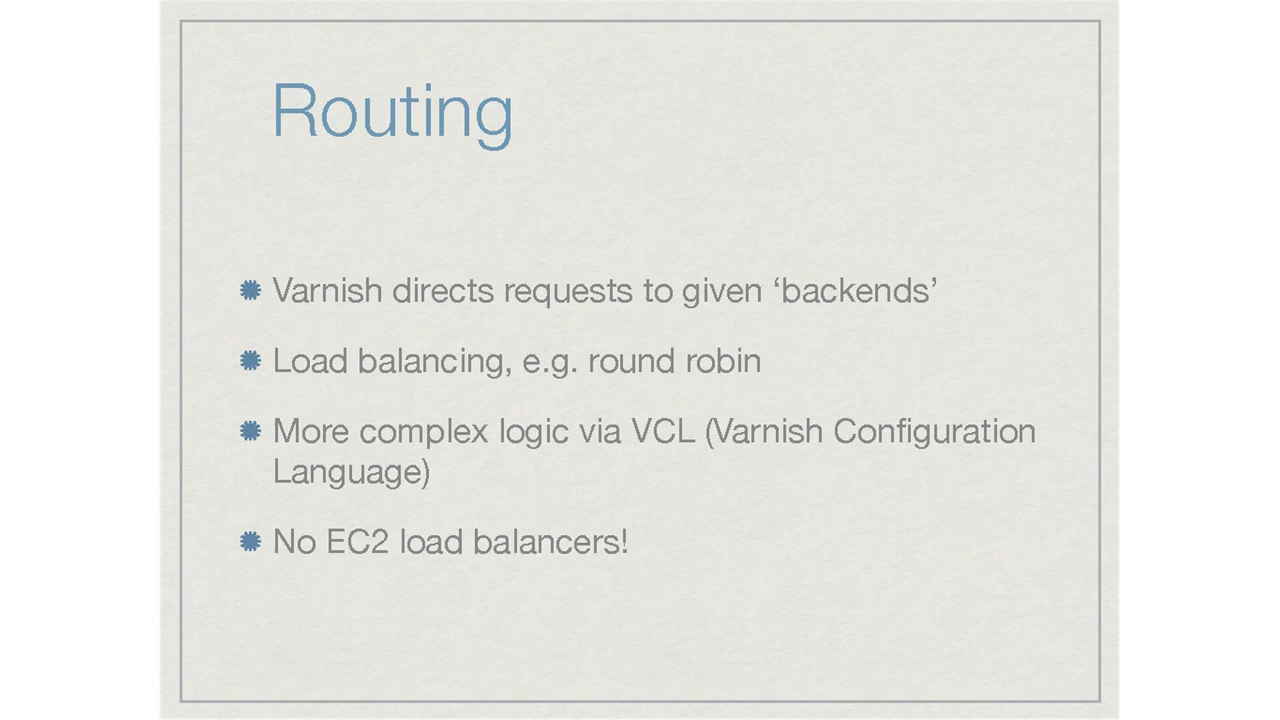 Routing
Varnish directs requests to given ‘backends’
Load balancing, e.g. round robin
More complex logic via VCL (Varnish Configuration
Language)
No EC2 load balancers!